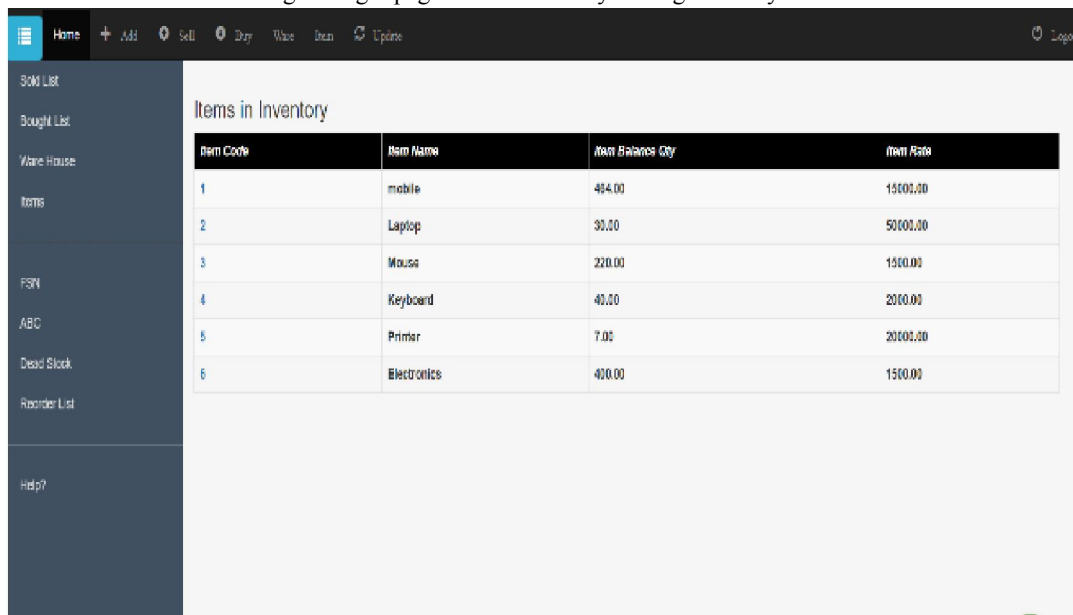 Home Add Sell Buy Ware Item Update Logo
Sold List
Bought List
Ware House
Items
FSN
ABC
Dead Stock
Reorder List
Help?
Items in Inventory
Item Code Item Name Item Balance Qty Item Rate
1 mobile 464.00 15000.00
2 Laptop 30.00 50000.00
3 Mouse 220.00 1500.00
4 Keyboard 40.00 2000.00
5 Printer 7.00 20000.00
6 Electronics 400.00 1500.00